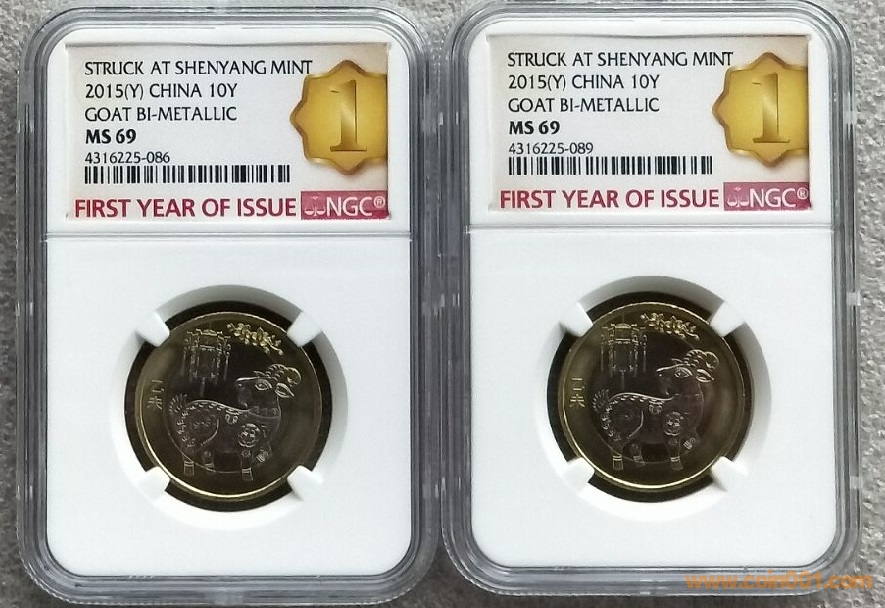 STRUCK AT SHENYANG MINT
2015(Y) CHINA 10Y
GOAT BI-METALLIC
MS 69
4316225-086
1
FIRST YEAR OF ISSUE NGC®
乙未
STRUCK AT SHENYANG MINT
2015(Y) CHINA 10Y
GOAT BI-METALLIC
MS 69
4316225-089
1
FIRST YEAR OF ISSUE NGC®
乙未
www.coin001.com